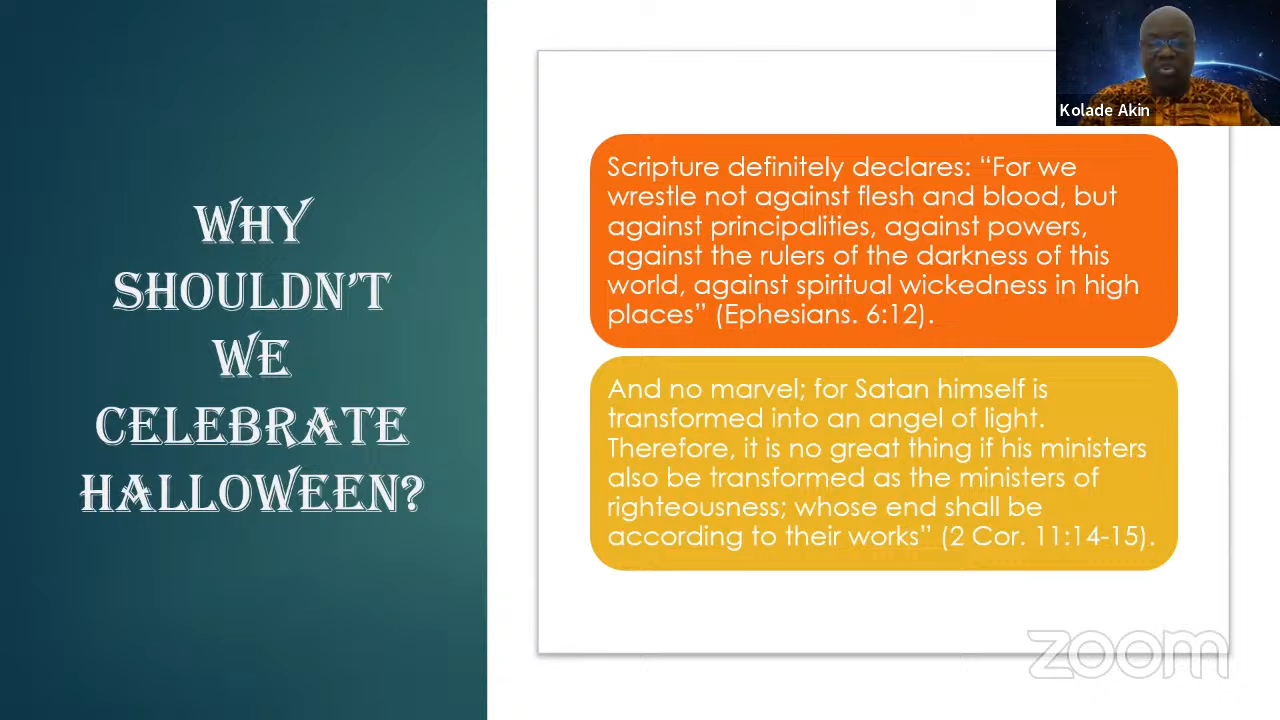 WHY
SHOULDN'T
WE
CELEBRATE
HALLOWEEN?
Kolade Akin
Scripture definitely declares: “For we
wrestle not against flesh and blood, but
against principalities, against powers,
against the rulers of the darkness of this
world, against spiritual wickedness in high
places” (Ephesians. 6:12).
And no marvel; for Satan himself is
transformed into an angel of light.
Therefore, it is no great thing if his ministers
also be transformed as the ministers of
righteousness; whose end shall be
according to their works” (2 Cor. 11:14-15).
zoom